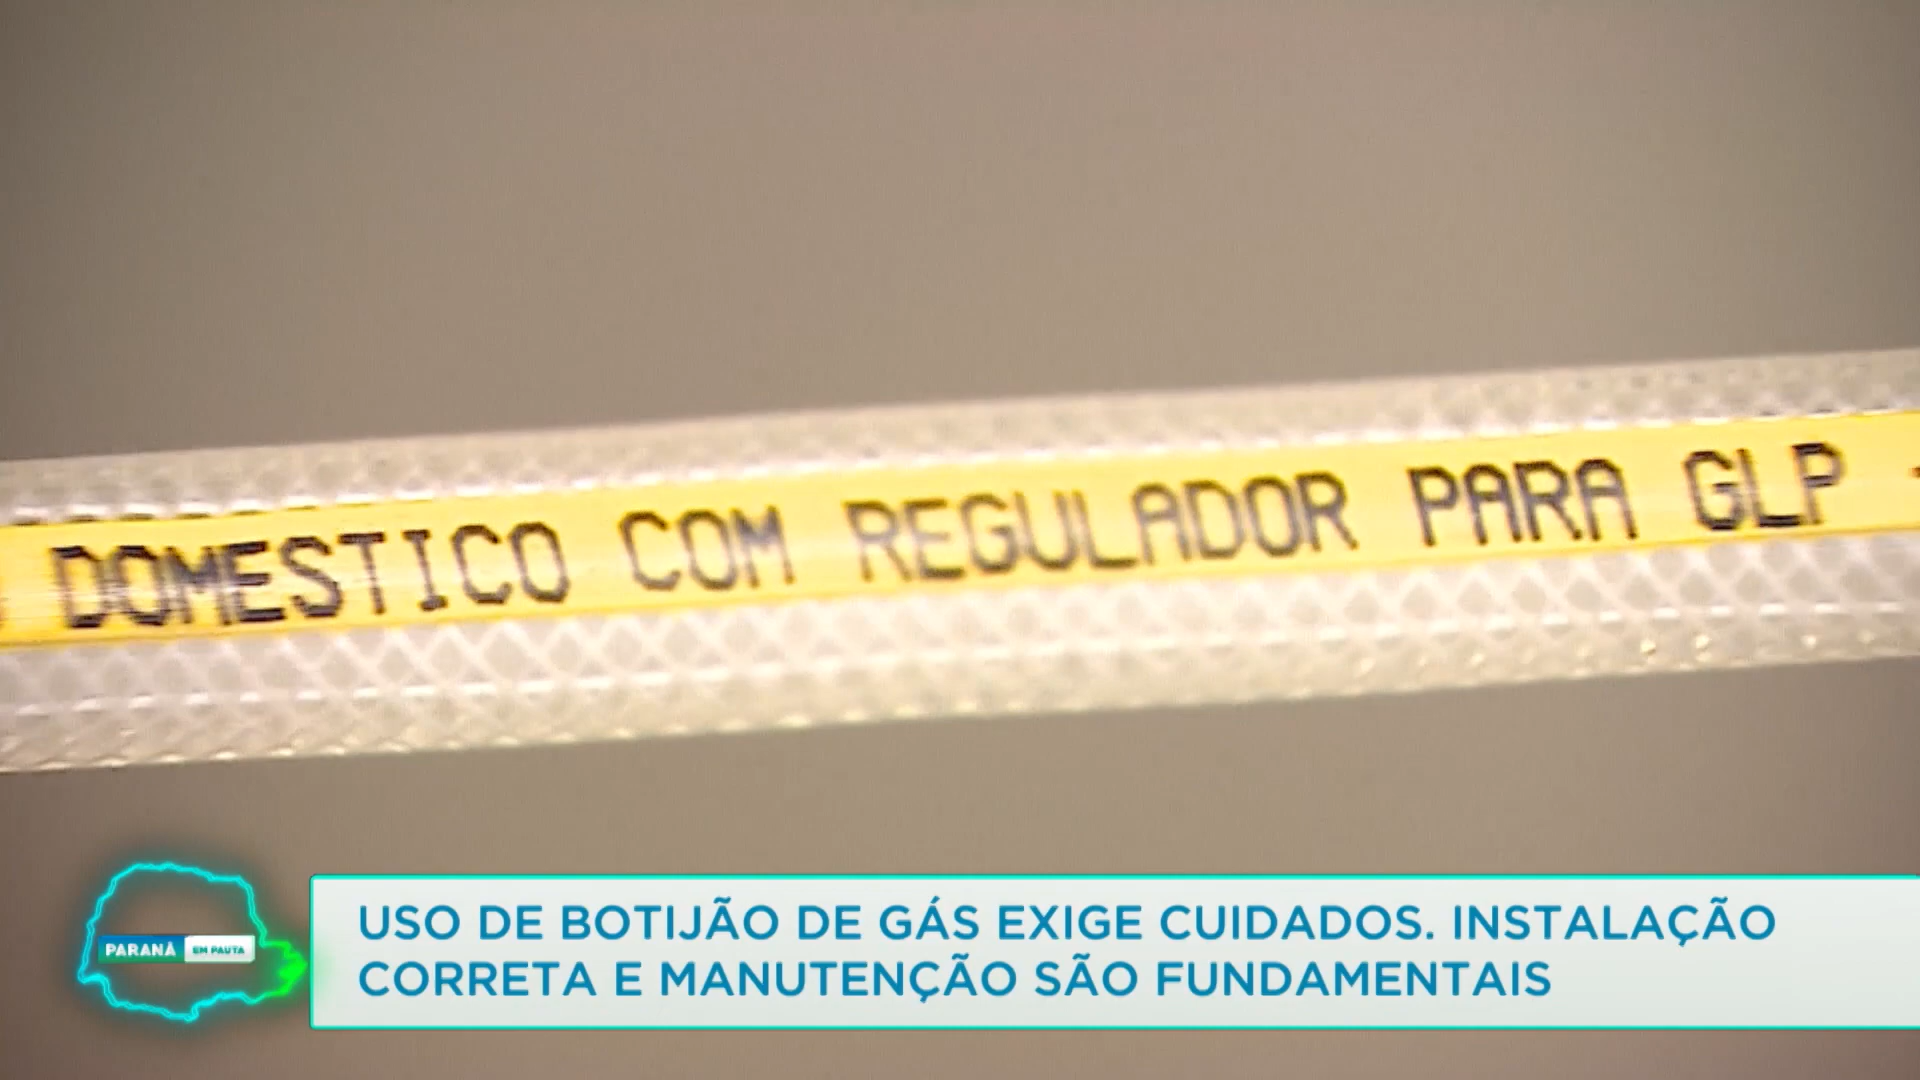 DOMESTICO COM REGULADOR PARA GLP -
PARANÁ EM PAUTA
USO DE BOTIJÃO DE GÁS EXIGE CUIDADOS. INSTALAÇÃO
CORRETA E MANUTENÇÃO SÃO FUNDAMENTAIS